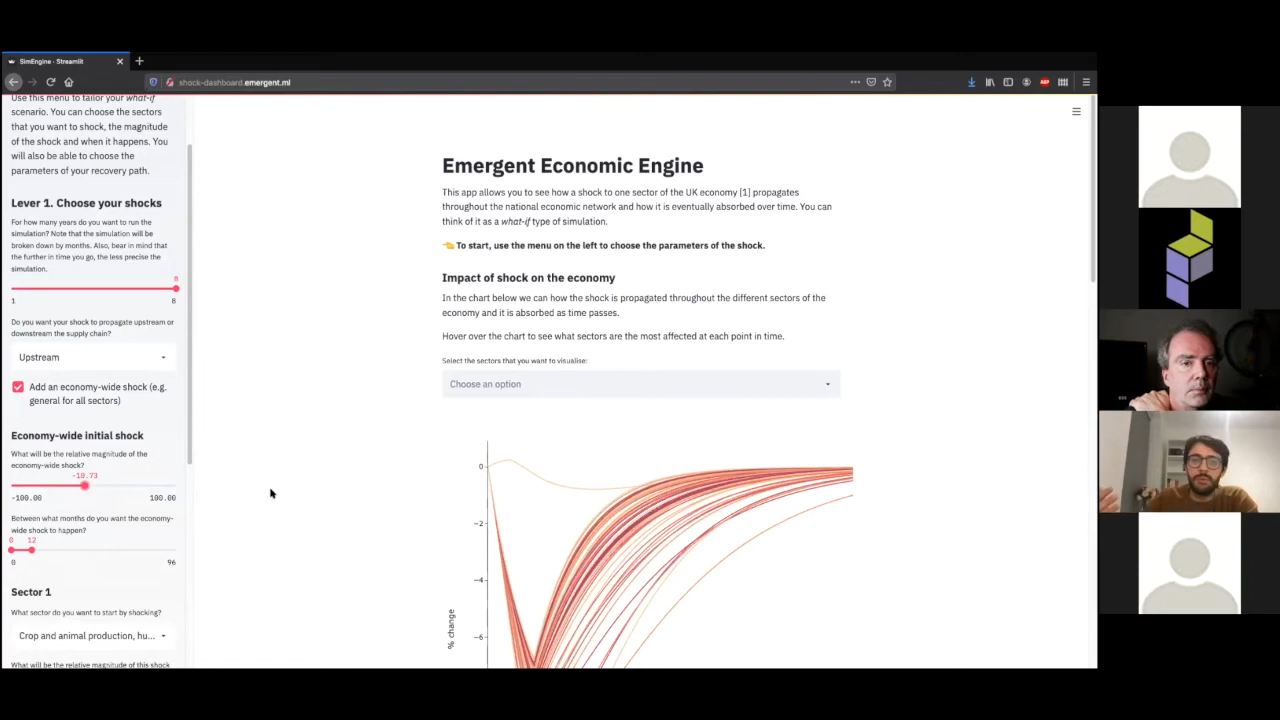 SimEngine · Streamlit
shock-dashboard.emergent.ml
ABP
Use this menu to tailor your what-if
scenario. You can choose the sectors
that you want to shock, the magnitude
of the shock and when it happens. You
will also be able to choose the
parameters of your recovery path.
Lever 1. Choose your shocks
For how many years do you want to run the
simulation? Note that the simulation will be
broken down by months. Also, bear in mind that
the further in time you go, the less precise the
simulation.
8
1 8
Do you want your shock to propagate upstream or
downstream the supply chain?
Upstream
Add an economy-wide shock (e.g.
general for all sectors)
Economy-wide initial shock
What will be the relative magnitude of the
economy-wide shock?
-10.73
-100.00 100.00
Between what months do you want the economy-
wide shock to happen?
0 12
0 96
Sector 1
What sector do you want to start by shocking?
Crop and animal production, hu...
What will be the relative magnitude of this shock
Emergent Economic Engine
This app allows you to see how a shock to one sector of the UK economy [1] propagates
throughout the national economic network and how it is eventually absorbed over time. You can
think of it as a what-if type of simulation.
👈 To start, use the menu on the left to choose the parameters of the shock.
Impact of shock on the economy
In the chart below we can how the shock is propagated throughout the different sectors of the
economy and it is absorbed as time passes.
Hover over the chart to see what sectors are the most affected at each point in time.
Select the sectors that you want to visualise:
Choose an option
0
−2
−4
−6
% change